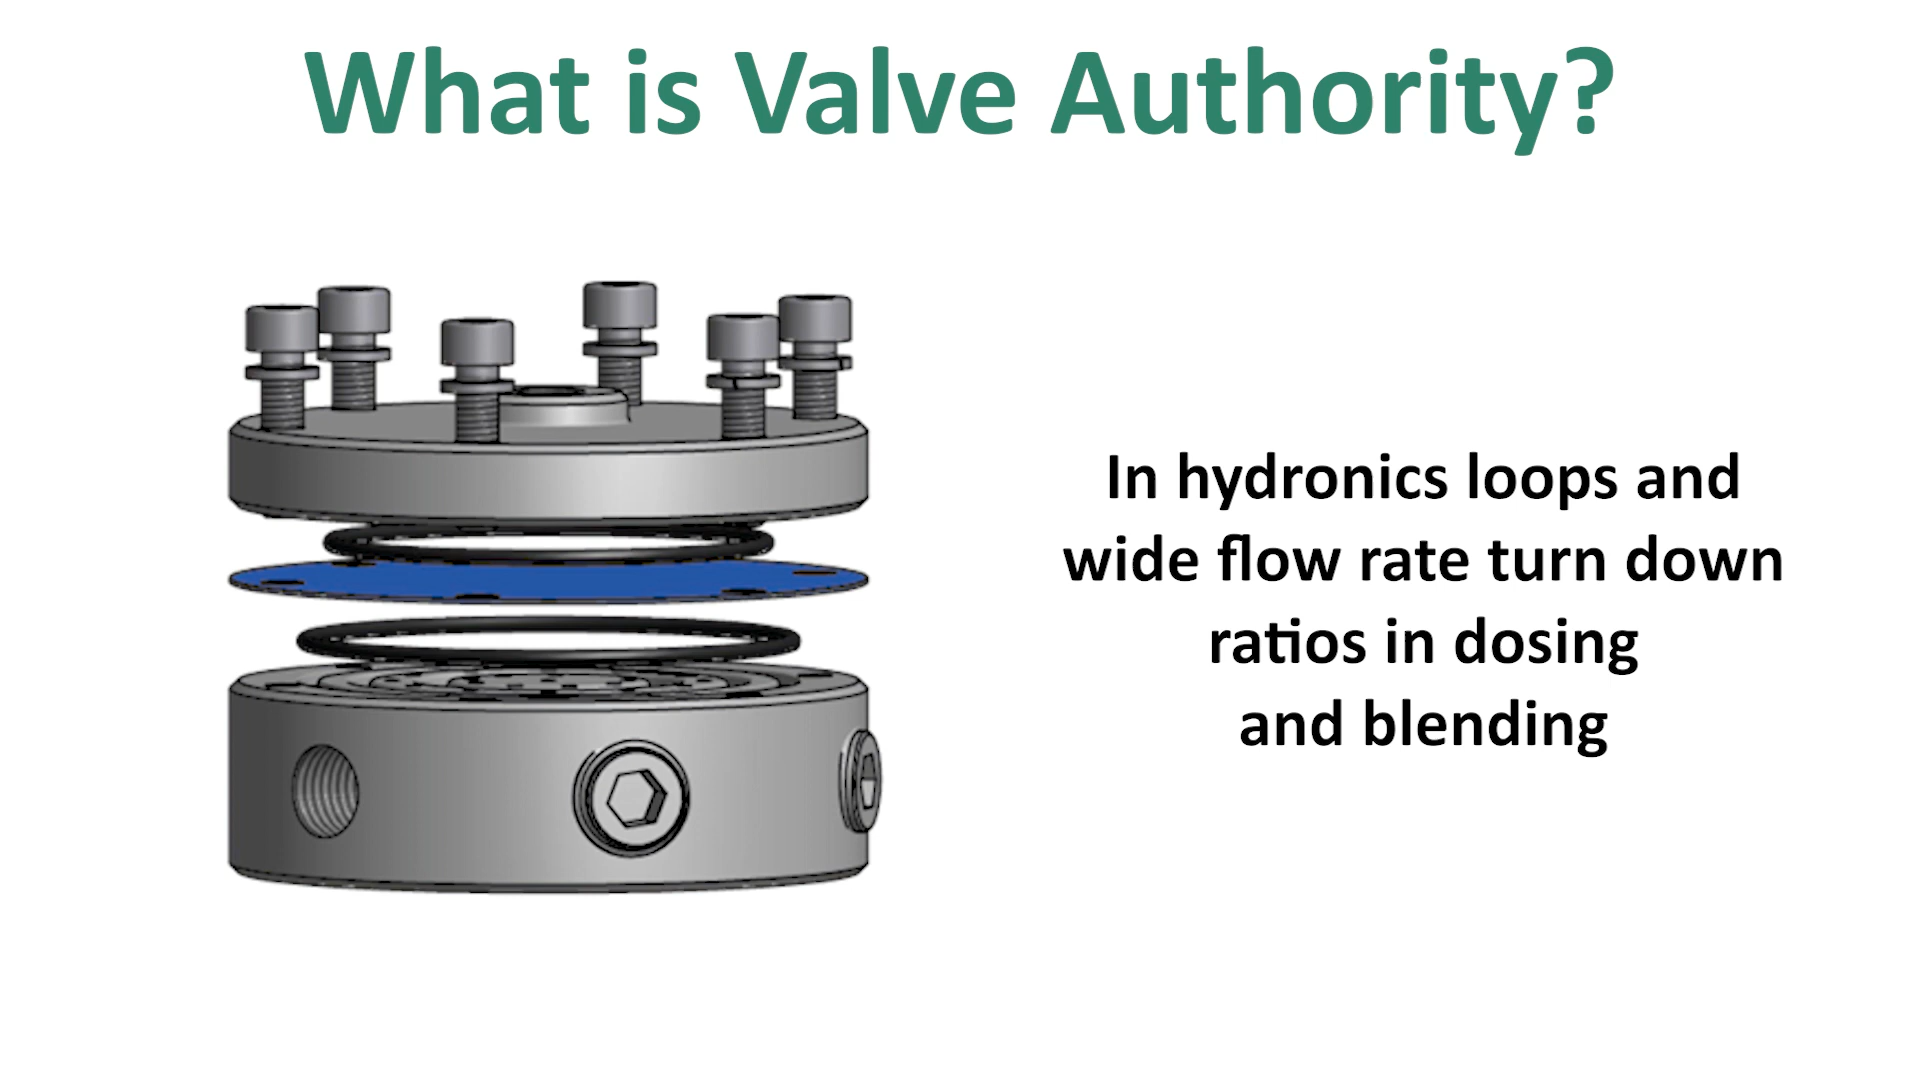 What is Valve Authority?
In hydronics loops and
wide flow rate turn down
ratios in dosing
and blending